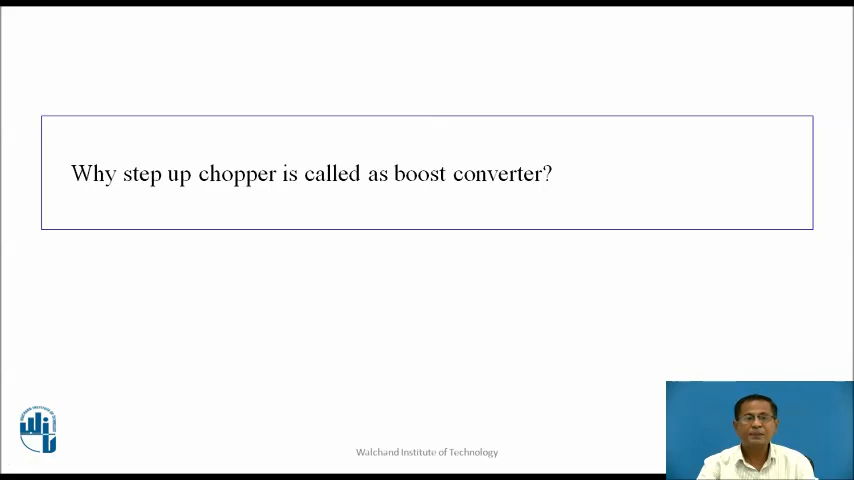 Why step up chopper is called as boost converter?
Walchand Institute of Technology